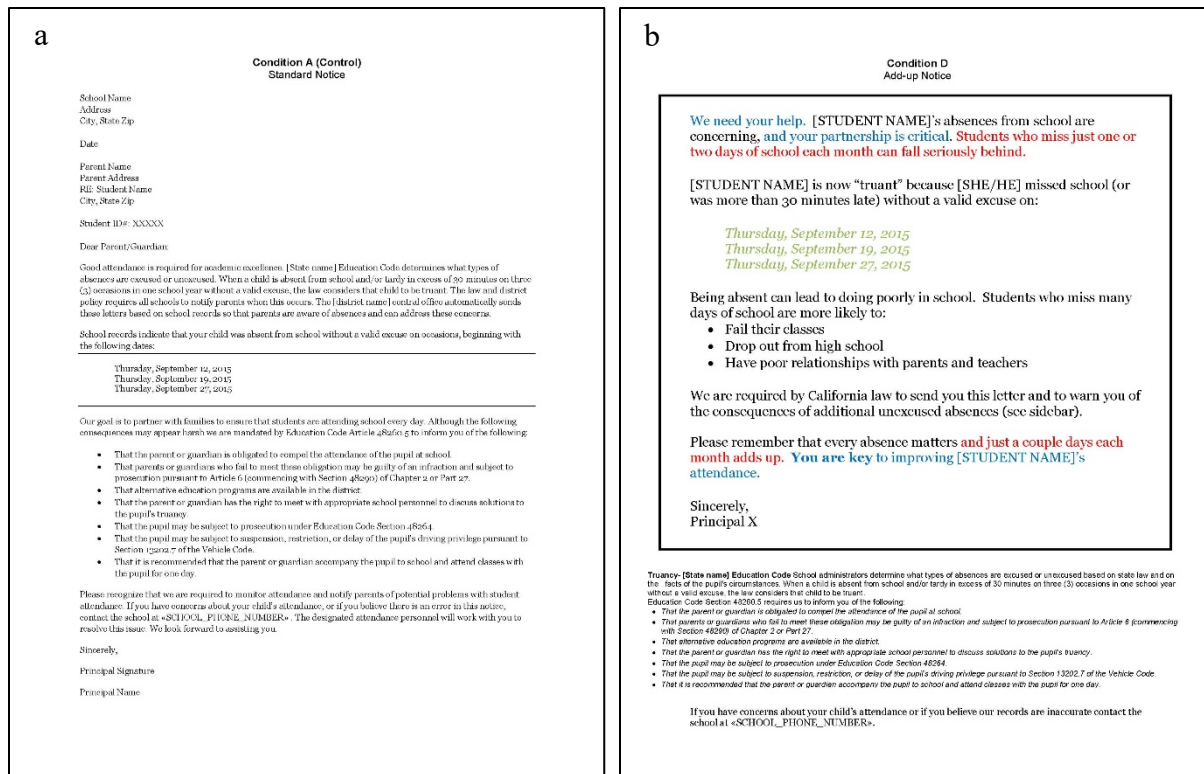 a
Condition A (Control)
Standard Notice
School Name
Address
City, State Zip
Date
Parent Name
Parent Address
RE: Student Name
City, State Zip
Student ID#: XXXXX
Dear Parent/Guardian:
Good attendance is required for academic excellence. [State name] Education Code determines what types of
absences are excused or unexcused. When a child is absent from school and/or tardy in excess of 30 minutes on three
(3) occasions in one school year without a valid excuse, the law considers that child to be truant. The law and district
policy requires all schools to notify parents when this occurs. The [district name] central office automatically sends
these letters based on school records so that parents are aware of absences and can address these concerns.
School records indicate that your child was absent from school without a valid excuse on occasions, beginning with
the following dates:
Thursday, September 12, 2015
Thursday, September 19, 2015
Thursday, September 27, 2015
Our goal is to partner with families to ensure that students are attending school every day. Although the following
consequences may appear harsh we are mandated by Education Code Article 48260.5 to inform you of the following:
• That the parent or guardian is obligated to compel the attendance of the pupil at school.
• That parents or guardians who fail to meet these obligation may be guilty of an infraction and subject to
prosecution pursuant to Article 6 (commencing with Section 48290) of Chapter 2 or Part 27.
• That alternative education programs are available in the district.
• That the parent or guardian has the right to meet with appropriate school personnel to discuss solutions to
the pupil's truancy.
• That the pupil may be subject to prosecution under Education Code Section 48264.
• That the pupil may be subject to suspension, restriction, or delay of the pupil's driving privilege pursuant to
Section 13202.7 of the Vehicle Code.
• That it is recommended that the parent or guardian accompany the pupil to school and attend classes with
the pupil for one day.
Please recognize that we are required to monitor attendance and notify parents of potential problems with student
attendance. If you have concerns about your child's attendance, or if you believe there is an error in this notice,
contact the school at «SCHOOL_PHONE_NUMBER» . The designated attendance personnel will work with you to
resolve this issue. We look forward to assisting you.
Sincerely,
Principal Signature
Principal Name
b
Condition D
Add-up Notice
We need your help. [STUDENT NAME]'s absences from school are
concerning, and your partnership is critical. Students who miss just one or
two days of school each month can fall seriously behind.
[STUDENT NAME] is now "truant" because [SHE/HE] missed school (or
was more than 30 minutes late) without a valid excuse on:
Thursday, September 12, 2015
Thursday, September 19, 2015
Thursday, September 27, 2015
Being absent can lead to doing poorly in school. Students who miss many
days of school are more likely to:
• Fail their classes
• Drop out from high school
• Have poor relationships with parents and teachers
We are required by California law to send you this letter and to warn you of
the consequences of additional unexcused absences (see sidebar).
Please remember that every absence matters and just a couple days each
month adds up. You are key to improving [STUDENT NAME]'s
attendance.
Sincerely,
Principal X
Truancy- [State name] Education Code School administrators determine what types of absences are excused or unexcused based on state law and on
the facts of the pupil's circumstances. When a child is absent from school and/or tardy in excess of 30 minutes on three (3) occasions in one school year
without a valid excuse, the law considers that child to be truant.
Education Code Section 48260.5 requires us to inform you of the following:
• That the parent or guardian is obligated to compel the attendance of the pupil at school.
• That parents or guardians who fail to meet these obligation may be guilty of an infraction and subject to prosecution pursuant to Article 6 (commencing
with Section 48290) of Chapter 2 or Part 27.
• That alternative education programs are available in the district.
• That the parent or guardian has the right to meet with appropriate school personnel to discuss solutions to the pupil's truancy.
• That the pupil may be subject to prosecution under Education Code Section 48264.
• That the pupil may be subject to suspension, restriction, or delay of the pupil's driving privilege pursuant to Section 13202.7 of the Vehicle Code.
• That it is recommended that the parent or guardian accompany the pupil to school and attend classes with the pupil for one day.
If you have concerns about your child's attendance or if you believe our records are inaccurate contact the
school at «SCHOOL_PHONE_NUMBER».